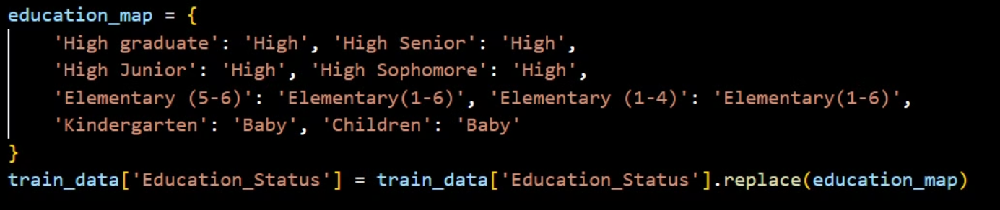 education_map = {
    'High graduate': 'High', 'High Senior': 'High',
    'High Junior': 'High', 'High Sophomore': 'High',
    'Elementary (5-6)': 'Elementary(1-6)', 'Elementary (1-4)': 'Elementary(1-6)',
    'Kindergarten': 'Baby', 'Children': 'Baby'
}
train_data['Education_Status'] = train_data['Education_Status'].replace(education_map)